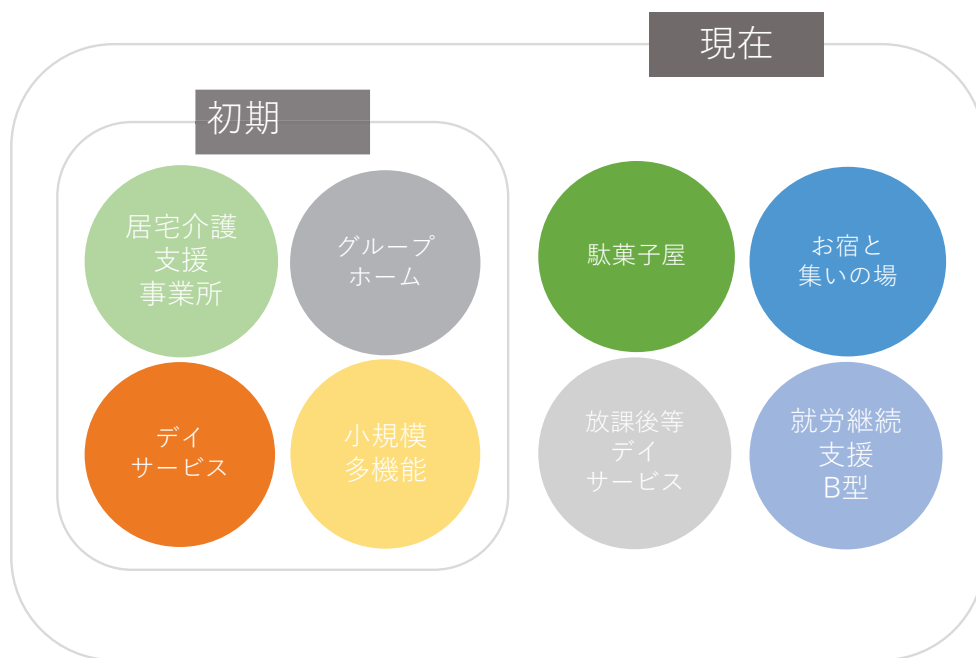 現在
初期
居宅介護
支援
事業所
グループ
ホーム
駄菓子屋
お宿と
集いの場
デイ
サービス
小規模
多機能
放課後等
デイ
サービス
就労継続
支援
B型